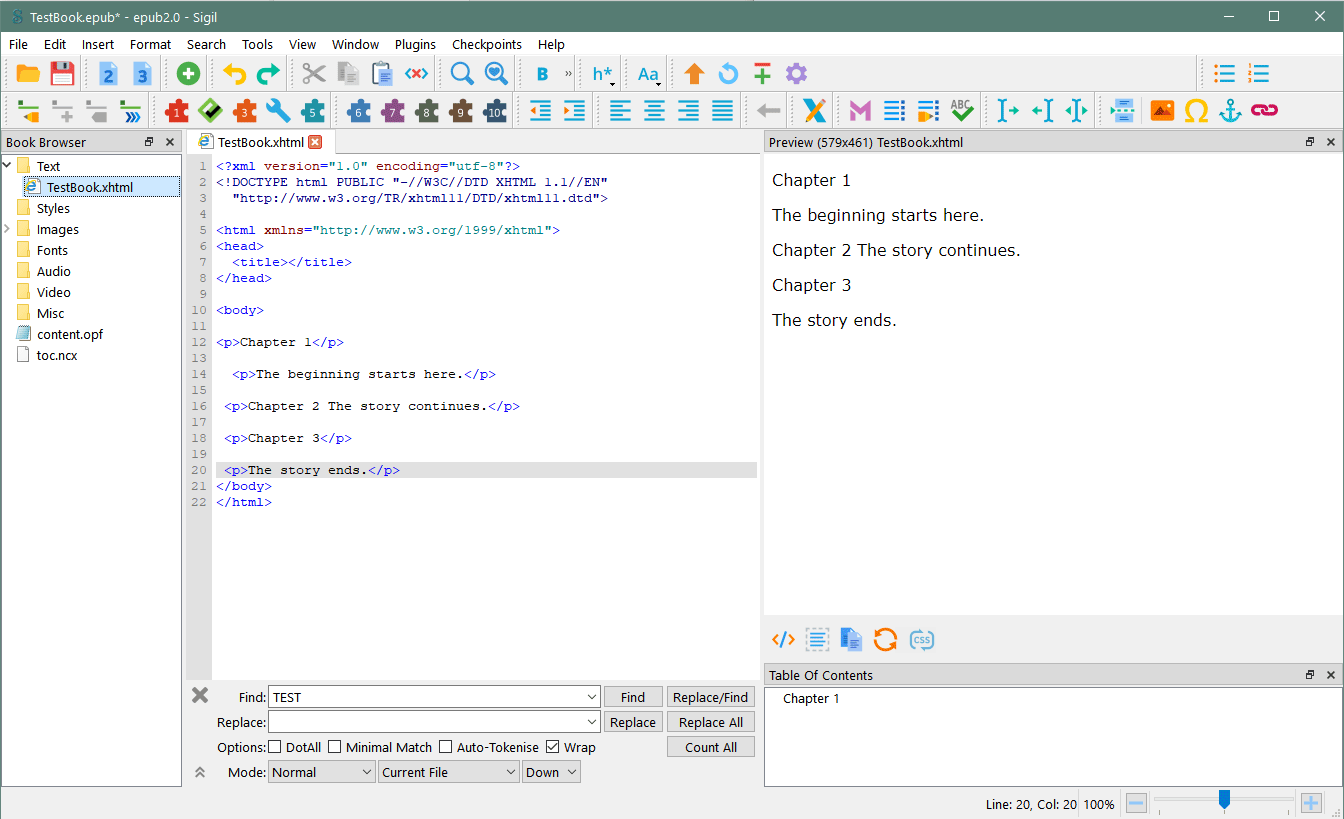 TestBook.epub* - epub2.0 - Sigil
File Edit Insert Format Search Tools View Window Plugins Checkpoints Help
2 3 B » h* Aa
1 3 5 6 7 8 9 10 ABC
Book Browser
Text
TestBook.xhtml
Styles
Images
Fonts
Audio
Video
Misc
content.opf
toc.ncx
TestBook.xhtml
1 <?xml version="1.0" encoding="utf-8"?>
2 <!DOCTYPE html PUBLIC "-//W3C//DTD XHTML 1.1//EN"
3 "http://www.w3.org/TR/xhtml11/DTD/xhtml11.dtd">
4
5 <html xmlns="http://www.w3.org/1999/xhtml">
6 <head>
7 <title></title>
8 </head>
9
10 <body>
11
12 <p>Chapter 1</p>
13
14 <p>The beginning starts here.</p>
15
16 <p>Chapter 2 The story continues.</p>
17
18 <p>Chapter 3</p>
19
20 <p>The story ends.</p>
21 </body>
22 </html>
Find: TEST Find Replace/Find
Replace: Replace Replace All
Options: DotAll Minimal Match Auto-Tokenise Wrap Count All
Mode: Normal Current File Down
Preview (579x461) TestBook.xhtml
Chapter 1
The beginning starts here.
Chapter 2 The story continues.
Chapter 3
The story ends.
</> CSS
Table Of Contents
Chapter 1
Line: 20, Col: 20 100%